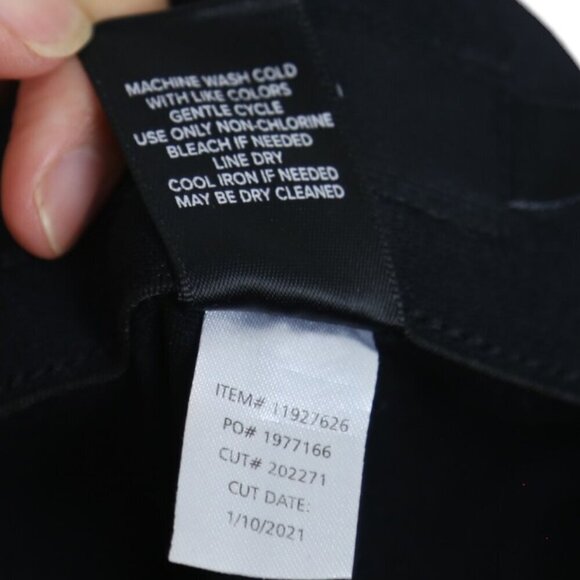 MACHINE WASH COLD
WITH LIKE COLORS
GENTLE CYCLE
USE ONLY NON-CHLORINE
BLEACH IF NEEDED
LINE DRY
COOL IRON IF NEEDED
MAY BE DRY CLEANED
ITEM# 11927626
PO# 1977166
CUT# 202271
CUT DATE:
1/10/2021